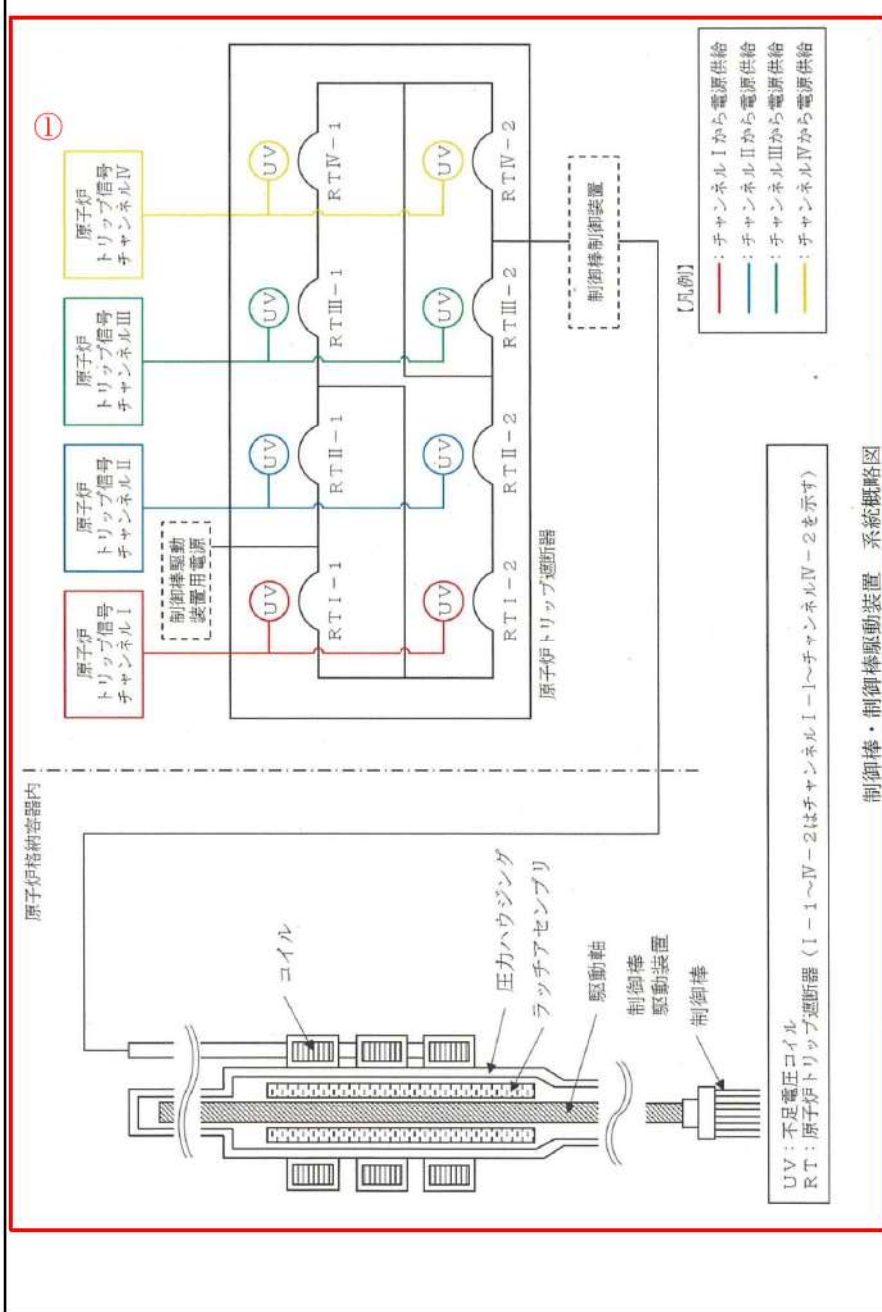 ①
原子炉格納容器内
原子炉
トリップ信号
チャンネルⅠ
原子炉
トリップ信号
チャンネルⅡ
原子炉
トリップ信号
チャンネルⅢ
原子炉
トリップ信号
チャンネルⅣ
制御棒駆動
装置用電源
UV
UV
UV
UV
RTⅠ-1
RTⅡ-1
RTⅢ-1
RTⅣ-1
UV
UV
UV
UV
RTⅠ-2
RTⅡ-2
RTⅢ-2
RTⅣ-2
原子炉トリップ遮断器
制御棒制御装置
コイル
圧力ハウジング
ラッチアセンブリ
駆動軸
制御棒
駆動装置
制御棒
【凡例】
:チャンネルⅠから電源供給
:チャンネルⅡから電源供給
:チャンネルⅢから電源供給
:チャンネルⅣから電源供給
UV:不足電圧コイル
RT:原子炉トリップ遮断器(Ⅰ-1~Ⅳ-2はチャンネルⅠ-1~チャンネルⅣ-2を示す)
制御棒・制御棒駆動装置 系統概略図